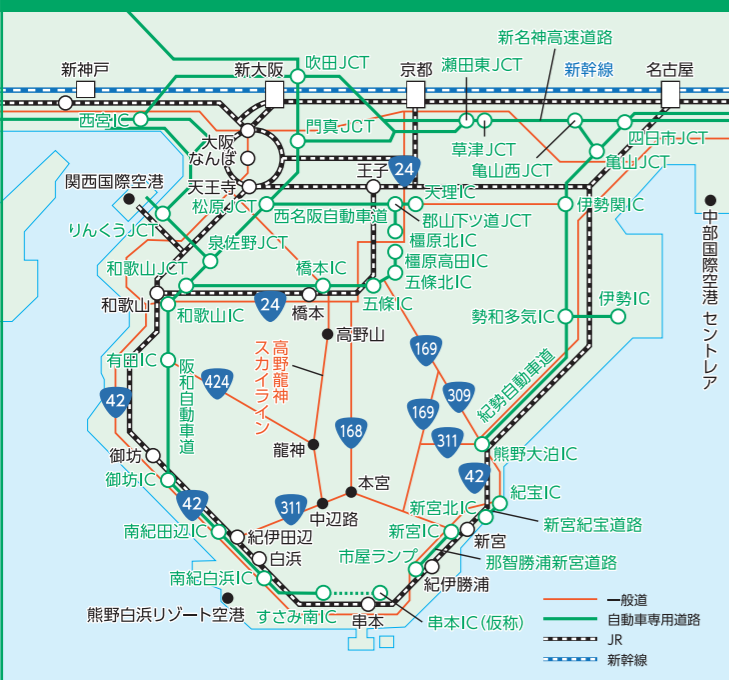 新名神高速道路
吹田JCT
瀬田東JCT
新神戸
新大阪
京都
新幹線
名古屋
西宮IC
門真JCT
四日市JCT
大阪
なんば
草津JCT
亀山西JCT
亀山JCT
24
王子
関西国際空港
天王寺
天理IC
松原JCT
西名阪自動車道
郡山下ツ道JCT
伊勢関IC
りんくうJCT
泉佐野JCT
橿原北IC
中部国際空港 セントレア
和歌山JCT
橋本IC
橿原高田IC
五條北IC
和歌山
和歌山IC
24
橋本
五條IC
勢和多気IC
伊勢IC
高野山
有田IC
阪和自動車道
高野龍神
スカイライン
169
紀勢自動車道
424
309
42
168
169
311
龍神
熊野大泊IC
御坊
御坊IC
42
本宮
42
紀宝IC
311
中辺路
新宮北IC
南紀田辺IC
紀伊田辺
新宮IC
新宮
新宮紀宝道路
白浜
市屋ランプ
那智勝浦新宮道路
南紀白浜IC
紀伊勝浦
熊野白浜リゾート空港
すさみ南IC
串本
串本IC(仮称)
一般道
自動車専用道路
JR
新幹線